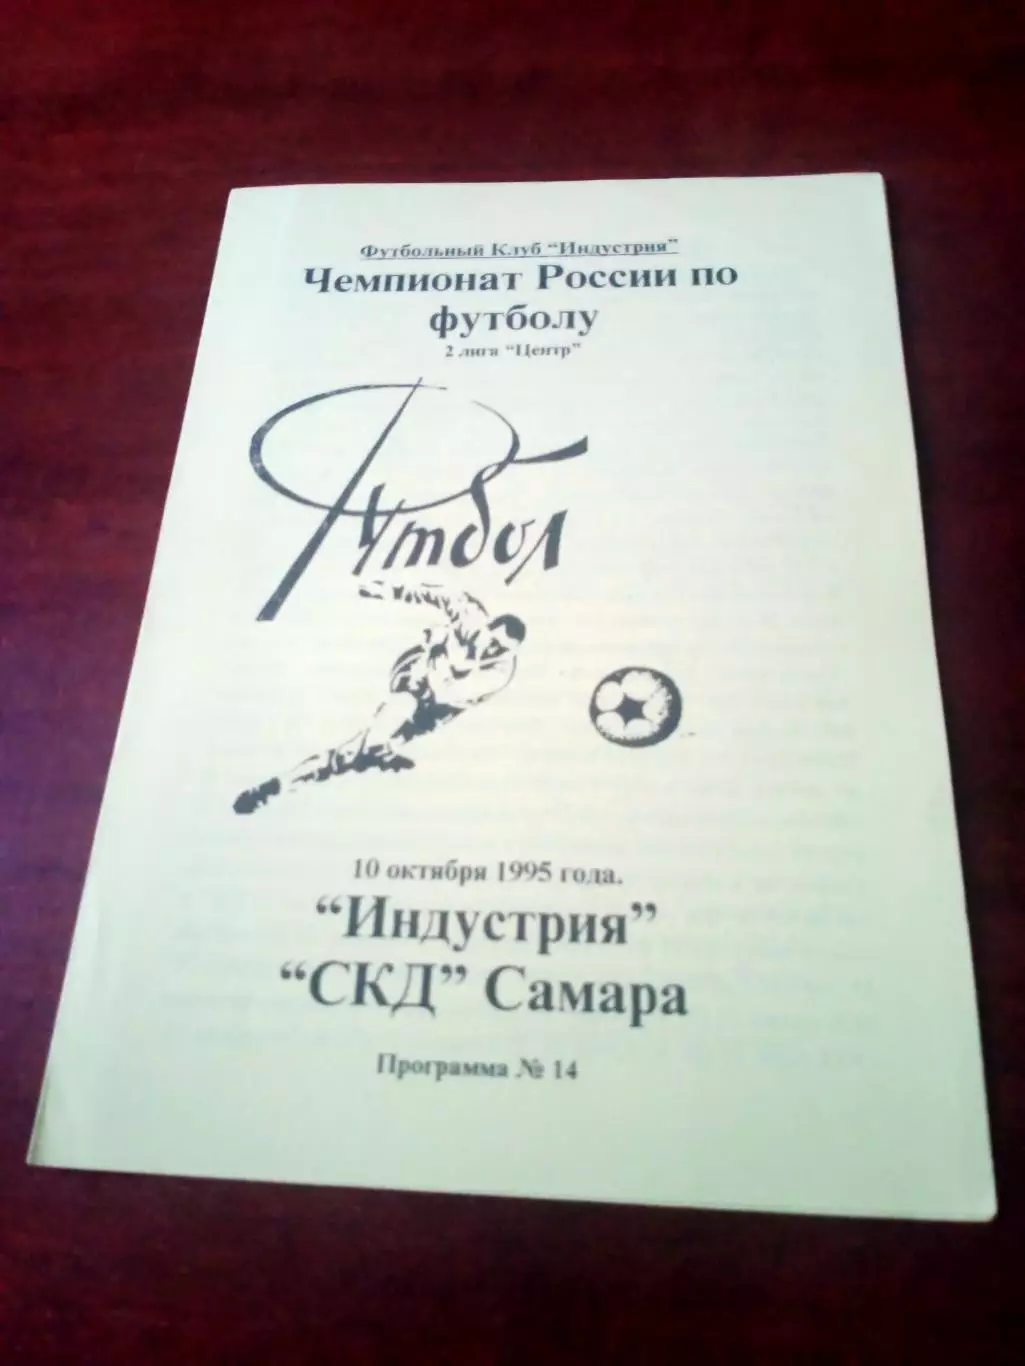 Футбольный Клуб "Индустрия"
Чемпионат России по
футболу
2 лига "Центр"
Футбол
10 октября 1995 года.
"Индустрия"
"СКД" Самара
Программа № 14